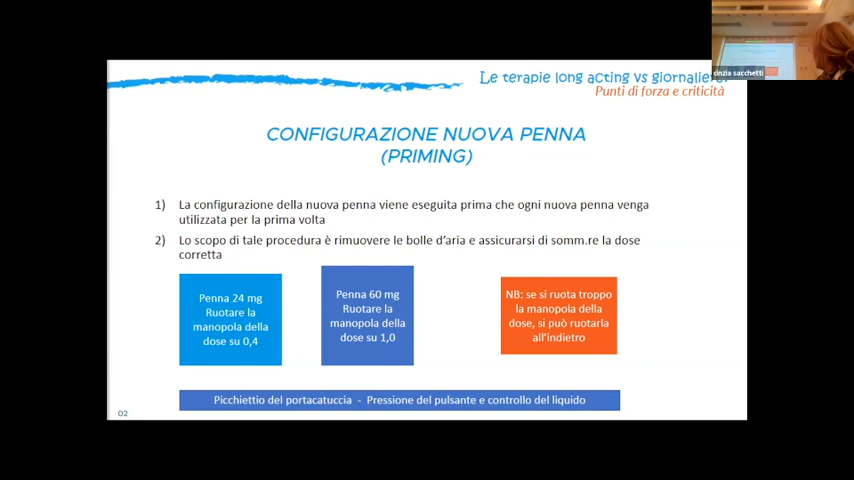 Le terapie long acting vs giornaliere:
Punti di forza e criticità
cinzia sacchetti
CONFIGURAZIONE NUOVA PENNA
(PRIMING)
1) La configurazione della nuova penna viene eseguita prima che ogni nuova penna venga
utilizzata per la prima volta
2) Lo scopo di tale procedura è rimuovere le bolle d’aria e assicurarsi di somm.re la dose
corretta
Penna 24 mg
Ruotare la
manopola della
dose su 0,4
Penna 60 mg
Ruotare la
manopola della
dose su 1,0
NB: se si ruota troppo
la manopola della
dose, si può ruotarla
all’indietro
Picchiettio del portacatuccia - Pressione del pulsante e controllo del liquido
02